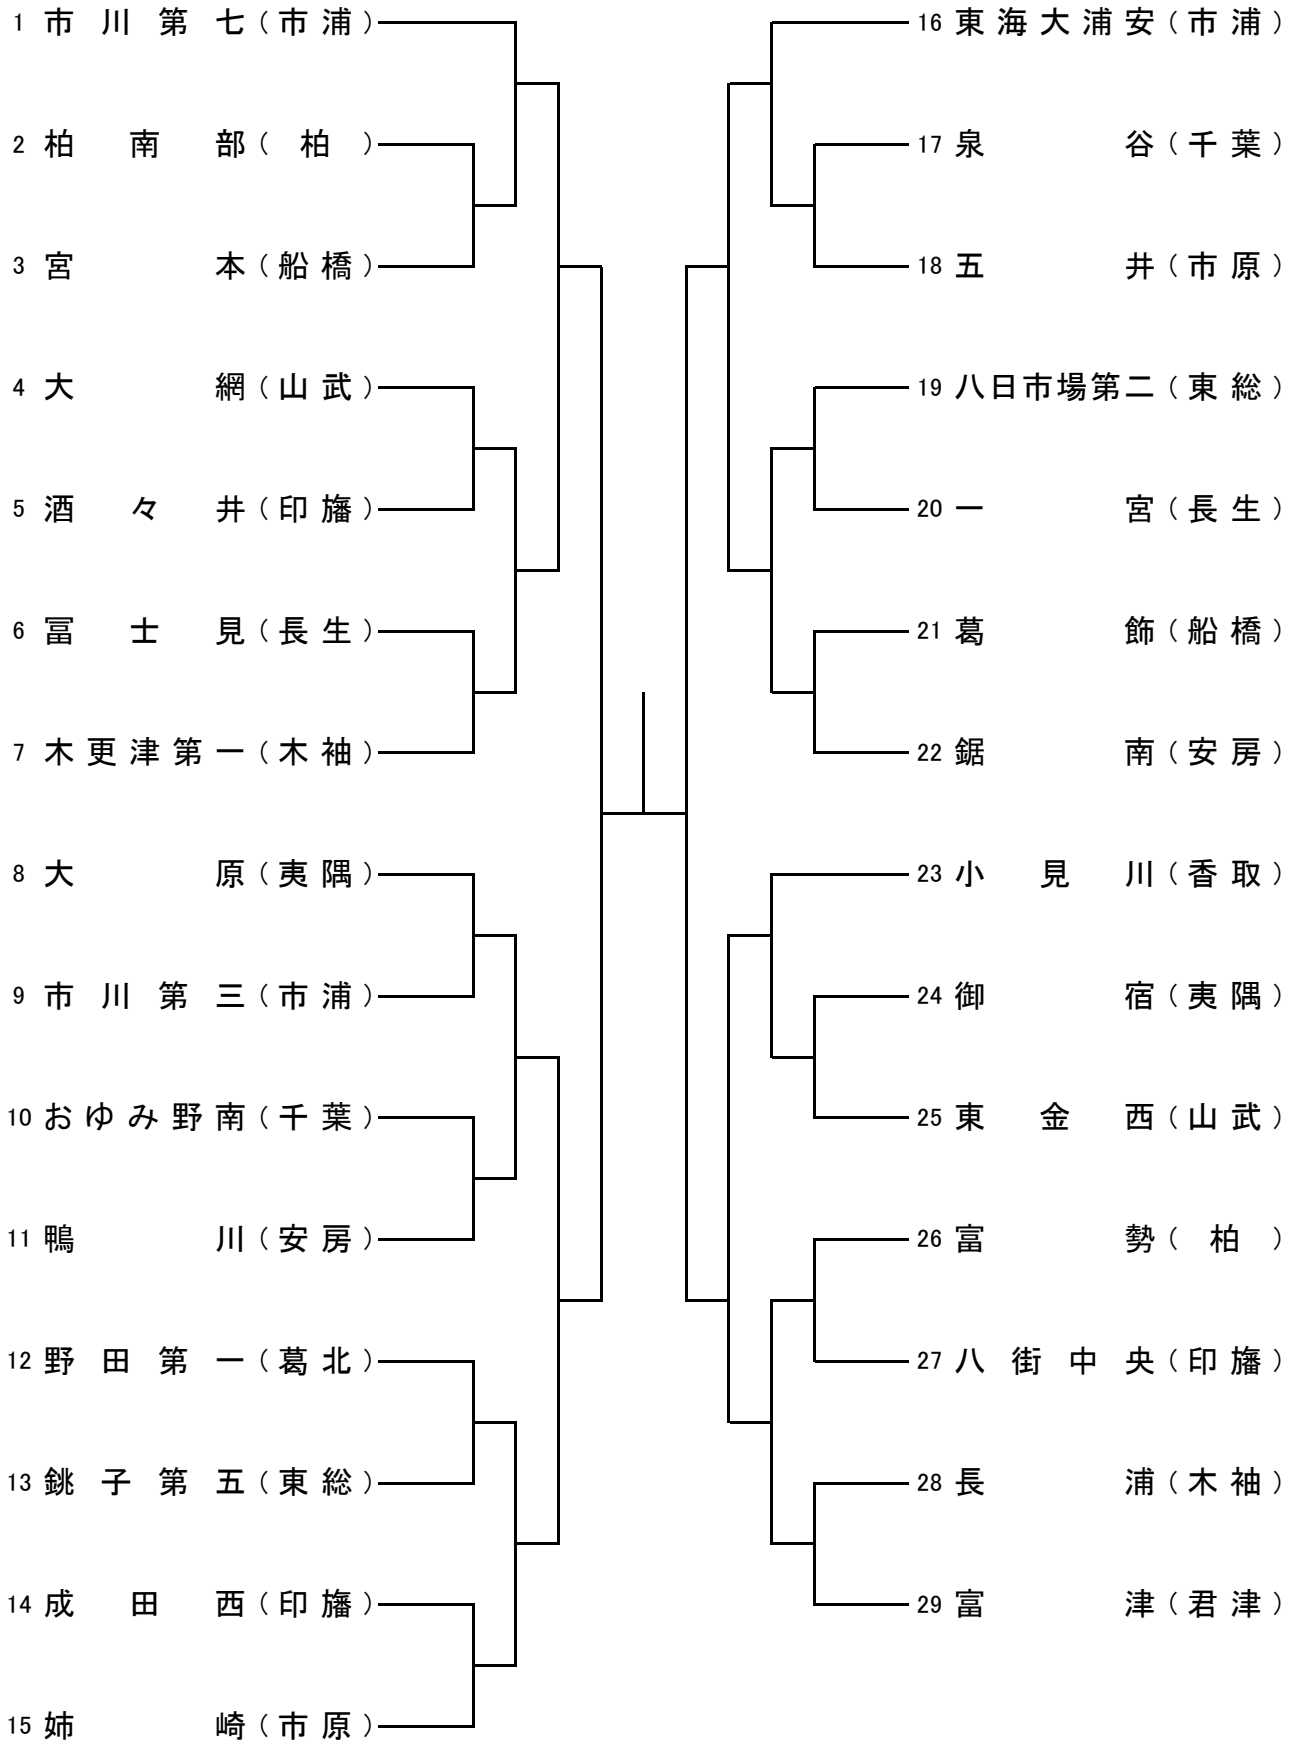 1 市川第七(市浦)
2 柏南部(柏)
3 宮本(船橋)
4 大網(山武)
5 酒々井(印旛)
6 冨士見(長生)
7 木更津第一(木袖)
8 大原(夷隅)
9 市川第三(市浦)
10 おゆみ野南(千葉)
11 鴨川(安房)
12 野田第一(葛北)
13 銚子第五(東総)
14 成田西(印旛)
15 姉崎(市原)
16 東海大浦安(市浦)
17 泉谷(千葉)
18 五井(市原)
19 八日市場第二(東総)
20 一宮(長生)
21 葛飾(船橋)
22 鋸南(安房)
23 小見川(香取)
24 御宿(夷隅)
25 東金西(山武)
26 富勢(柏)
27 八街中央(印旛)
28 長浦(木袖)
29 富津(君津)